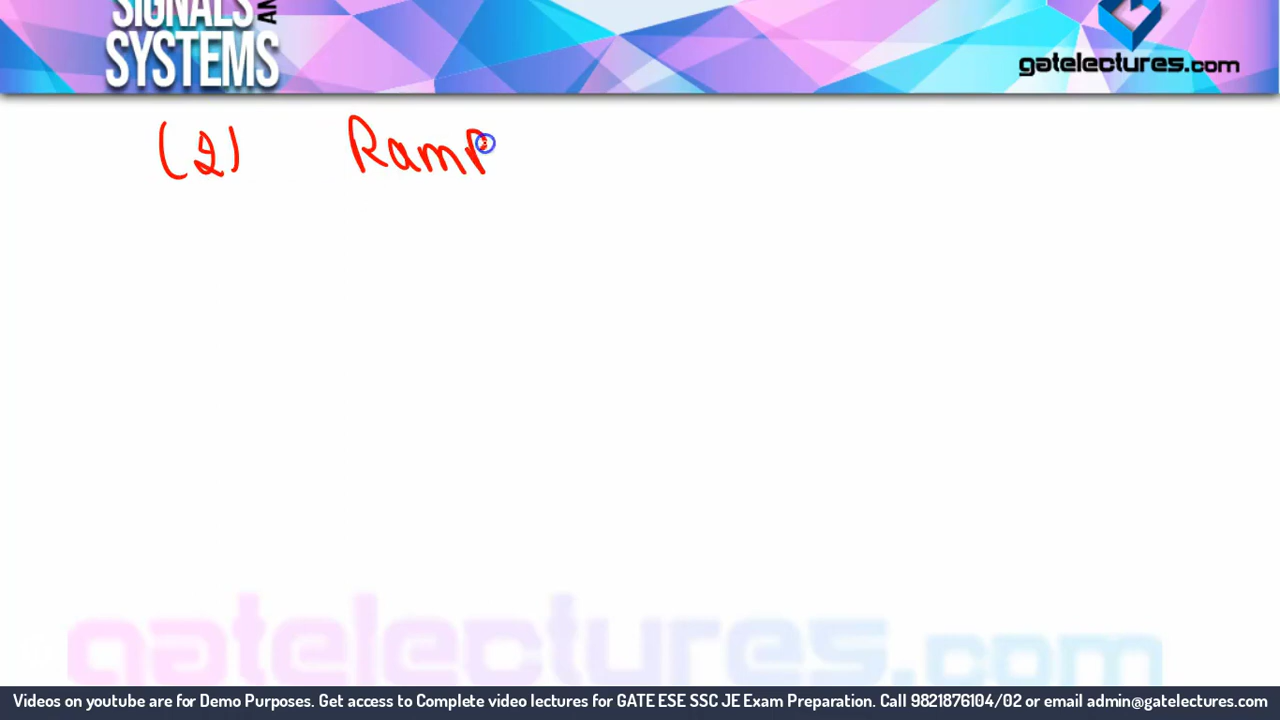 SIGNALS AN
SYSTEMS
gatelectures.com
(2) Ramp
gatelectures.com
Videos on youtube are for Demo Purposes. Get access to Complete video lectures for GATE ESE SSC JE Exam Preparation. Call 9821876104/02 or email admin@gatelectures.com